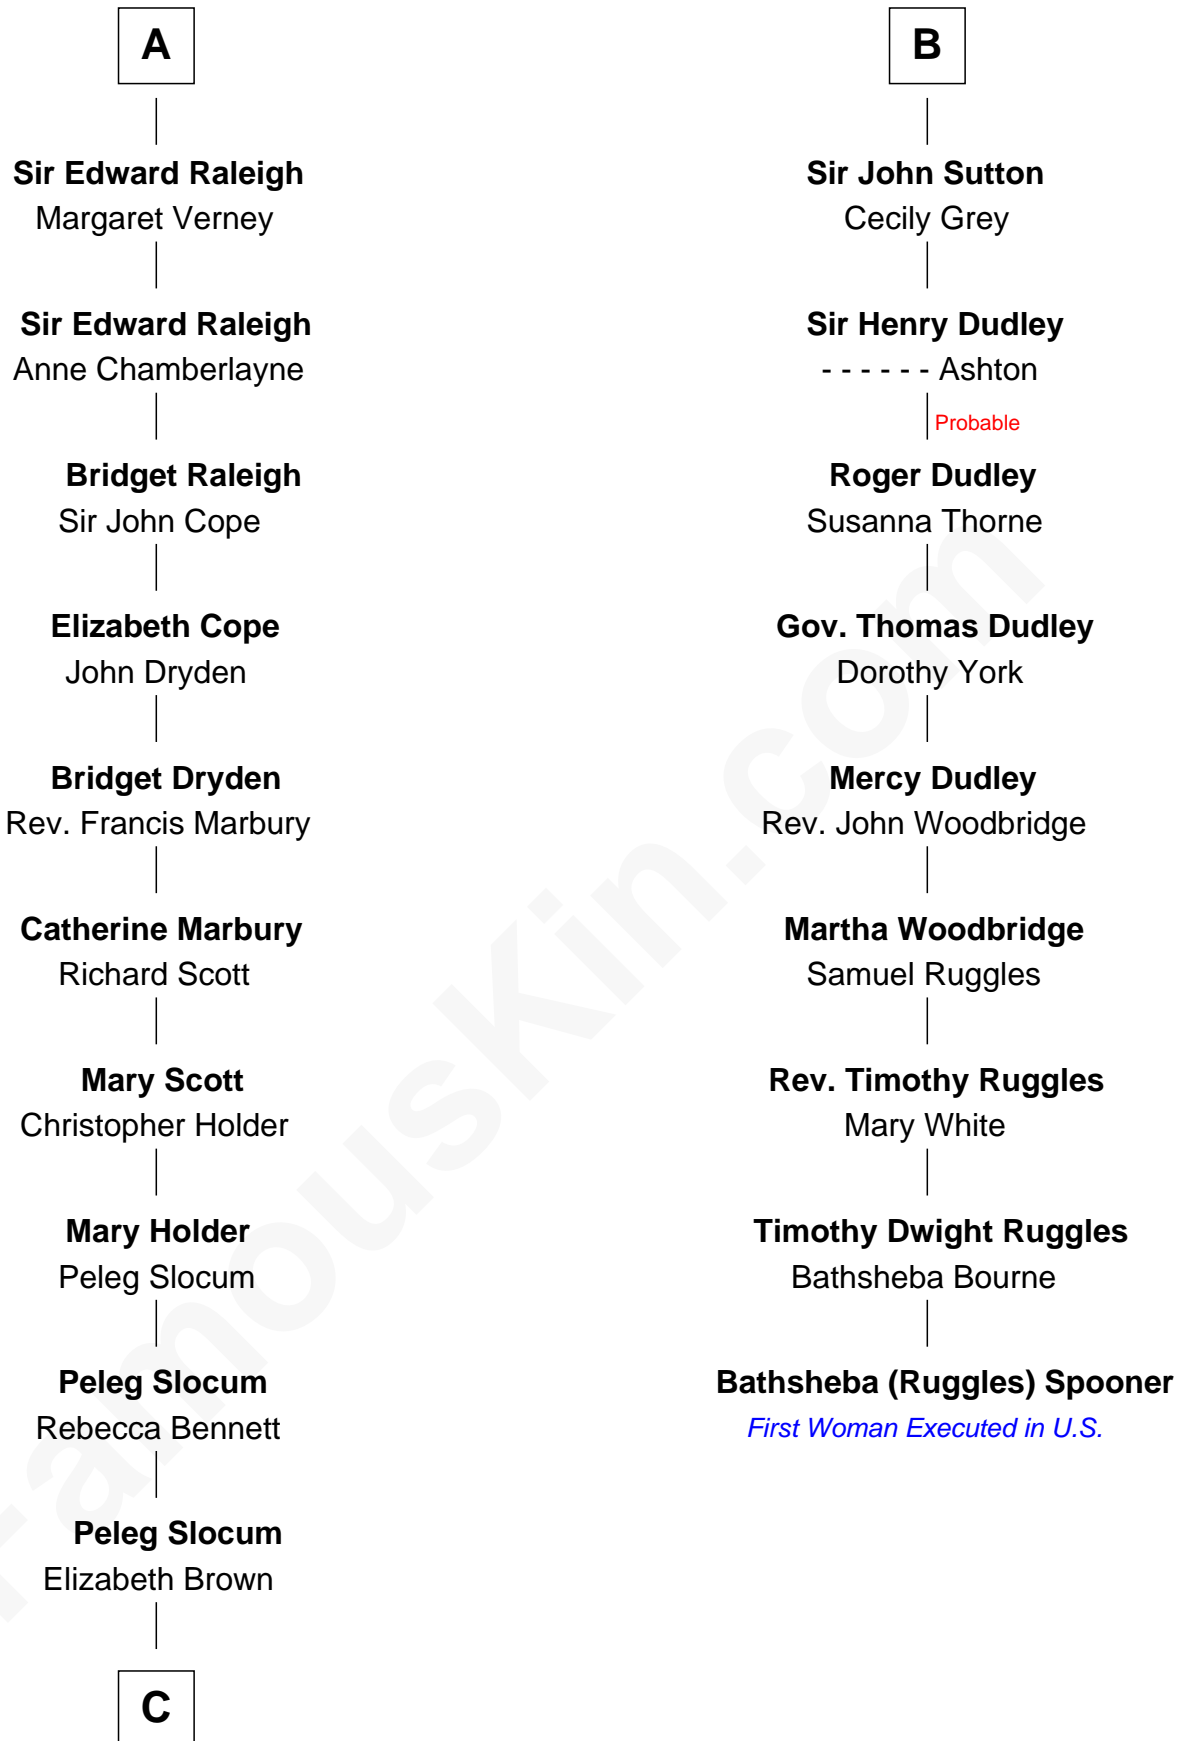 A
Sir Edward Raleigh
Margaret Verney
Sir Edward Raleigh
Anne Chamberlayne
Bridget Raleigh
Sir John Cope
Elizabeth Cope
John Dryden
Bridget Dryden
Rev. Francis Marbury
Catherine Marbury
Richard Scott
Mary Scott
Christopher Holder
Mary Holder
Peleg Slocum
Peleg Slocum
Rebecca Bennett
Peleg Slocum
Elizabeth Brown
C
B
Sir John Sutton
Cecily Grey
Sir Henry Dudley
- - - - - - Ashton
Probable
Roger Dudley
Susanna Thorne
Gov. Thomas Dudley
Dorothy York
Mercy Dudley
Rev. John Woodbridge
Martha Woodbridge
Samuel Ruggles
Rev. Timothy Ruggles
Mary White
Timothy Dwight Ruggles
Bathsheba Bourne
Bathsheba (Ruggles) Spooner
First Woman Executed in U.S.
FamousKin.com